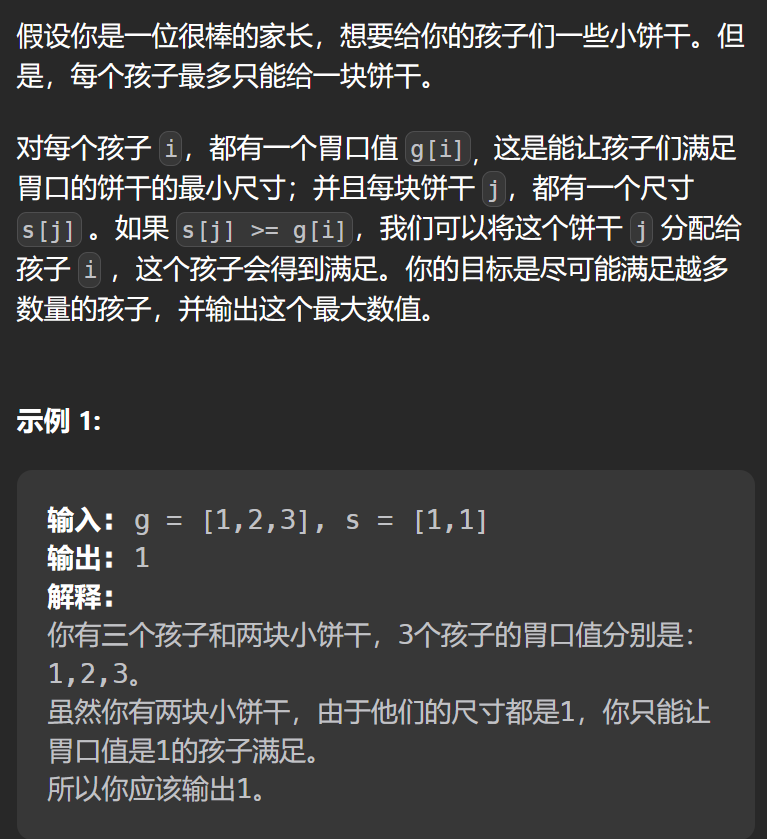 假设你是一位很棒的家长，想要给你的孩子们一些小饼干。但
是，每个孩子最多只能给一块饼干。
对每个孩子 i，都有一个胃口值 g[i]，这是能让孩子们满足
胃口的饼干的最小尺寸；并且每块饼干 j，都有一个尺寸
s[j] 。如果 s[j] >= g[i]，我们可以将这个饼干 j 分配给
孩子 i ，这个孩子会得到满足。你的目标是尽可能满足越多
数量的孩子，并输出这个最大数值。
示例 1:
输入: g = [1,2,3], s = [1,1]
输出: 1
解释:
你有三个孩子和两块小饼干，3个孩子的胃口值分别是：
1,2,3。
虽然你有两块小饼干，由于他们的尺寸都是1，你只能让
胃口值是1的孩子满足。
所以你应该输出1。